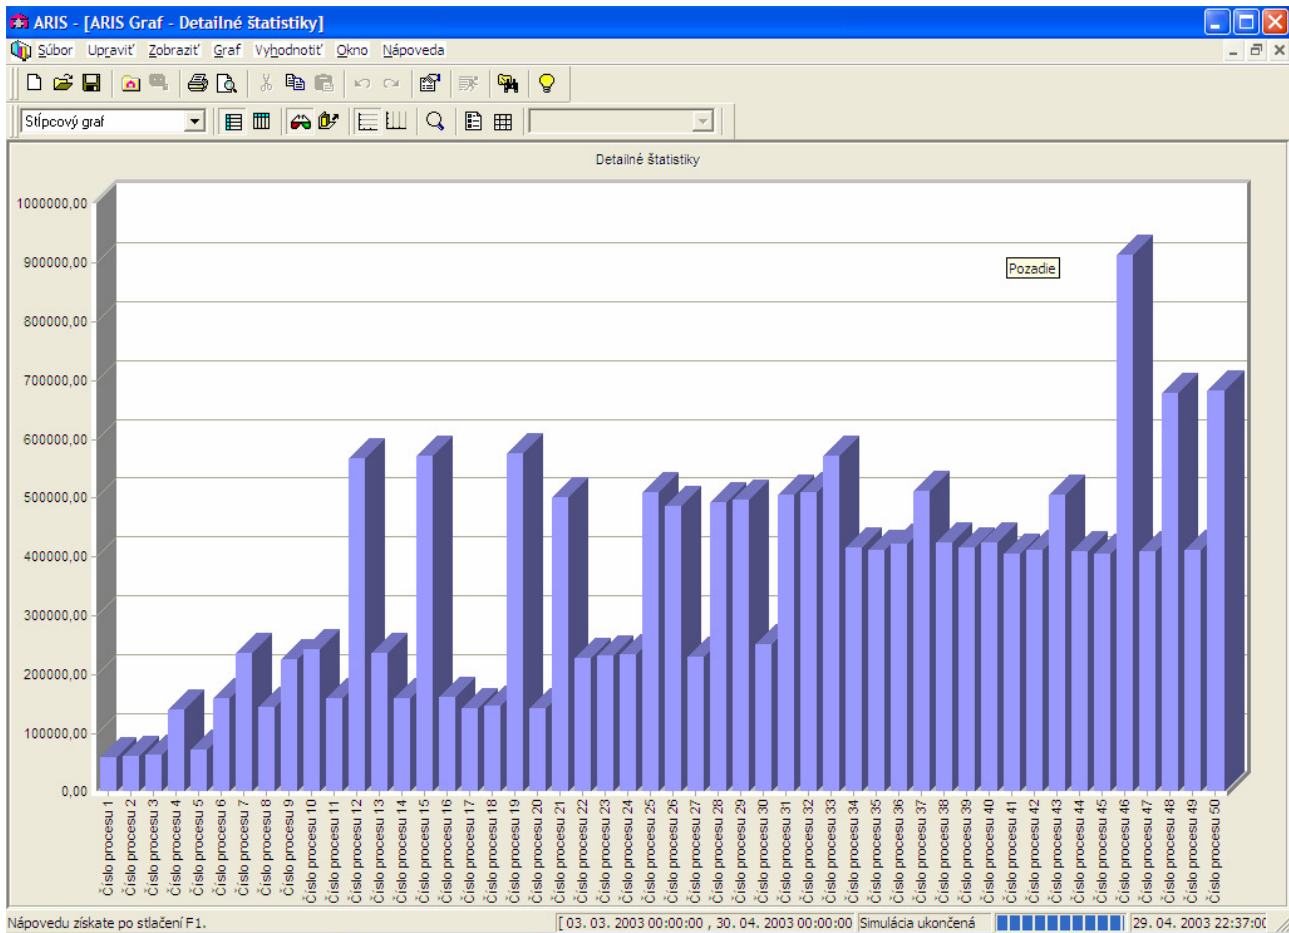 ARIS - [ARIS Graf - Detailné štatistiky]
Súbor Upraviť Zobraziť Graf Vyhodnotiť Okno Nápoveda
Stĺpcový graf
Detailné štatistiky
1000000,00
900000,00
800000,00
700000,00
600000,00
500000,00
400000,00
300000,00
200000,00
100000,00
0,00
Pozadie
Číslo procesu 1
Číslo procesu 2
Číslo procesu 3
Číslo procesu 4
Číslo procesu 5
Číslo procesu 6
Číslo procesu 7
Číslo procesu 8
Číslo procesu 9
Číslo procesu 10
Číslo procesu 11
Číslo procesu 12
Číslo procesu 13
Číslo procesu 14
Číslo procesu 15
Číslo procesu 16
Číslo procesu 17
Číslo procesu 18
Číslo procesu 19
Číslo procesu 20
Číslo procesu 21
Číslo procesu 22
Číslo procesu 23
Číslo procesu 24
Číslo procesu 25
Číslo procesu 26
Číslo procesu 27
Číslo procesu 28
Číslo procesu 29
Číslo procesu 30
Číslo procesu 31
Číslo procesu 32
Číslo procesu 33
Číslo procesu 34
Číslo procesu 35
Číslo procesu 36
Číslo procesu 37
Číslo procesu 38
Číslo procesu 39
Číslo procesu 40
Číslo procesu 41
Číslo procesu 42
Číslo procesu 43
Číslo procesu 44
Číslo procesu 45
Číslo procesu 46
Číslo procesu 47
Číslo procesu 48
Číslo procesu 49
Číslo procesu 50
Nápovedu získate po stlačení F1.
[ 03. 03. 2003 00:00:00 , 30. 04. 2003 00:00:00
Simulácia ukončená
29. 04. 2003 22:37:00